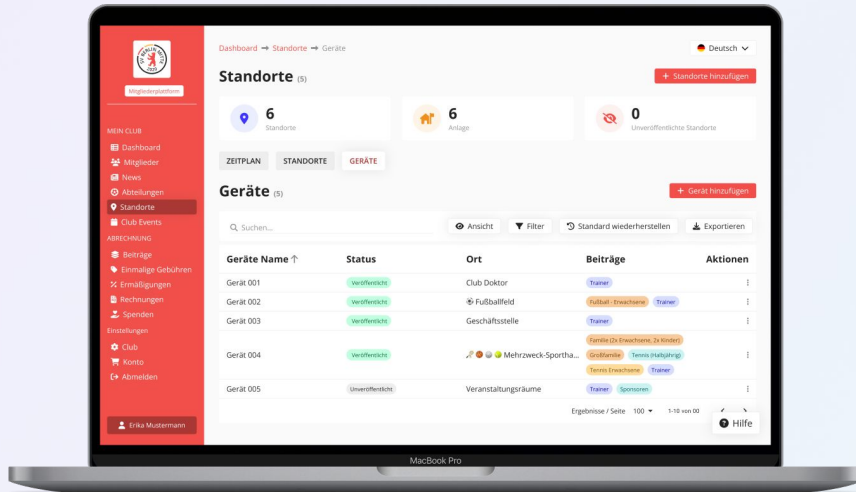 SV BERLIN MITTE
2020
Mitgliederplattform
MEIN CLUB
Dashboard
Mitglieder
News
Abteilungen
Standorte
Club Events
ABRECHNUNG
Beiträge
Einmalige Gebühren
Ermäßigungen
Rechnungen
Spenden
Einstellungen
Club
Konto
Abmelden
Erika Mustermann
Dashboard → Standorte → Geräte
Deutsch
Standorte (5)
+ Standorte hinzufügen
6
Standorte
6
Anlage
0
Unveröffentlichte Standorte
ZEITPLAN STANDORTE GERÄTE
Geräte (5)
+ Gerät hinzufügen
Suchen... Ansicht Filter Standard wiederherstellen Exportieren
Geräte Name ↑ Status Ort Beiträge Aktionen
Gerät 001 Veröffentlicht Club Doktor Trainer
Gerät 002 Veröffentlicht Fußballfeld Fußball - Erwachsene Trainer
Gerät 003 Veröffentlicht Geschäftsstelle Trainer
Familie (2x Erwachsene, 2x Kinder)
Gerät 004 Veröffentlicht Mehrzweck-Sportha... Großfamilie Tennis (Halbjährig)
Tennis Erwachsene Trainer
Gerät 005 Unveröffentlicht Veranstaltungsräume Trainer Sponsoren
Ergebnisse / Seite 100 1-10 von 00
Hilfe
MacBook Pro